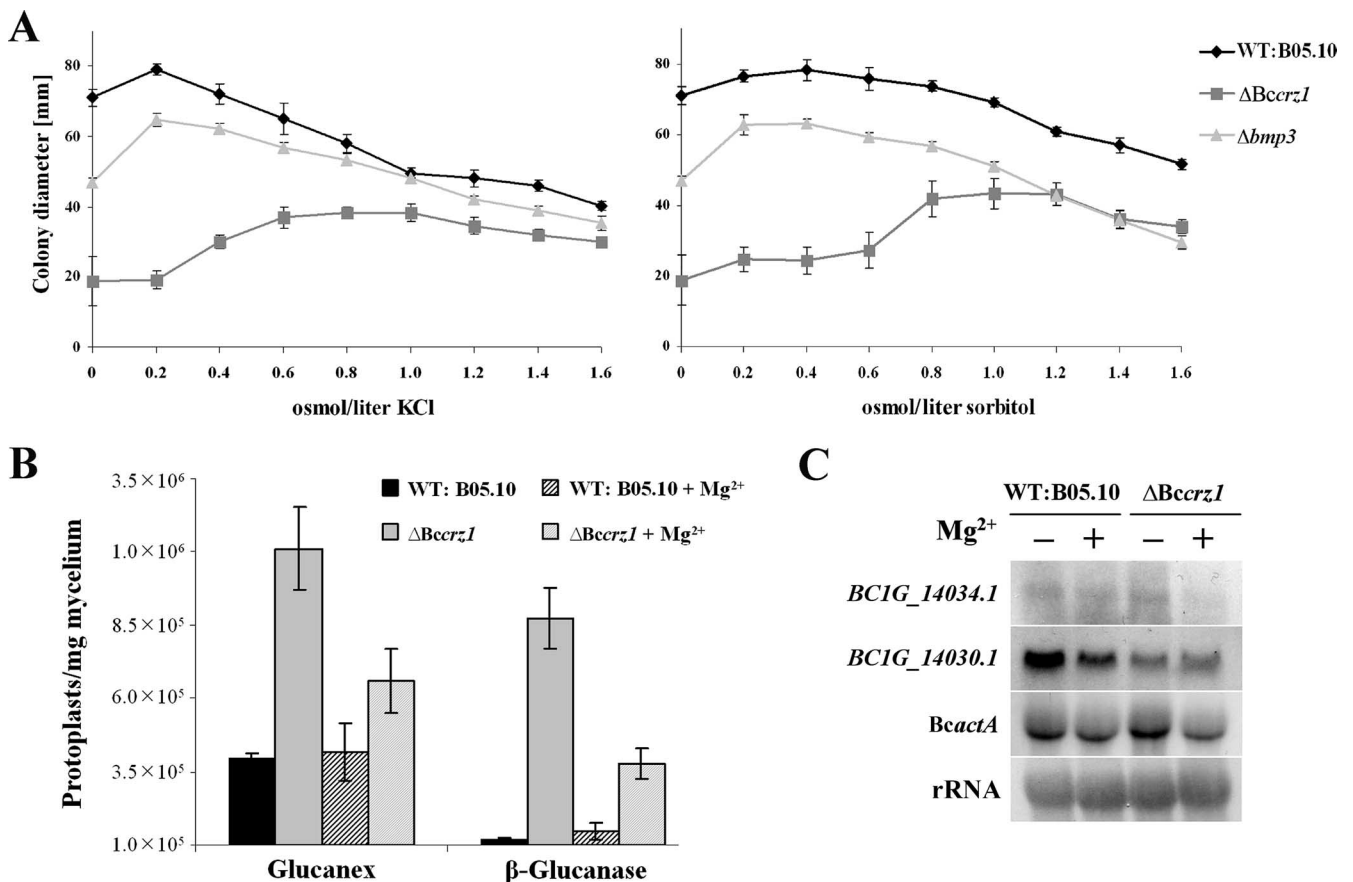 A
Colony diameter [mm]
80
60
40
20
0
0 0.2 0.4 0.6 0.8 1.0 1.2 1.4 1.6
osmol/liter KCl
80
60
40
20
0
0 0.2 0.4 0.6 0.8 1.0 1.2 1.4 1.6
osmol/liter sorbitol
WT:B05.10
ΔBccrz1
Δbmp3
B
Protoplasts/mg mycelium
3.5×10⁶
1.0×10⁶
8.5×10⁵
6.0×10⁵
3.5×10⁵
1.0×10⁵
WT: B05.10
WT: B05.10 + Mg²⁺
ΔBccrz1
ΔBccrz1 + Mg²⁺
Glucanex
β-Glucanase
C
WT:B05.10 ΔBccrz1
Mg²⁺ − + − +
BC1G_14034.1
BC1G_14030.1
BcactA
rRNA